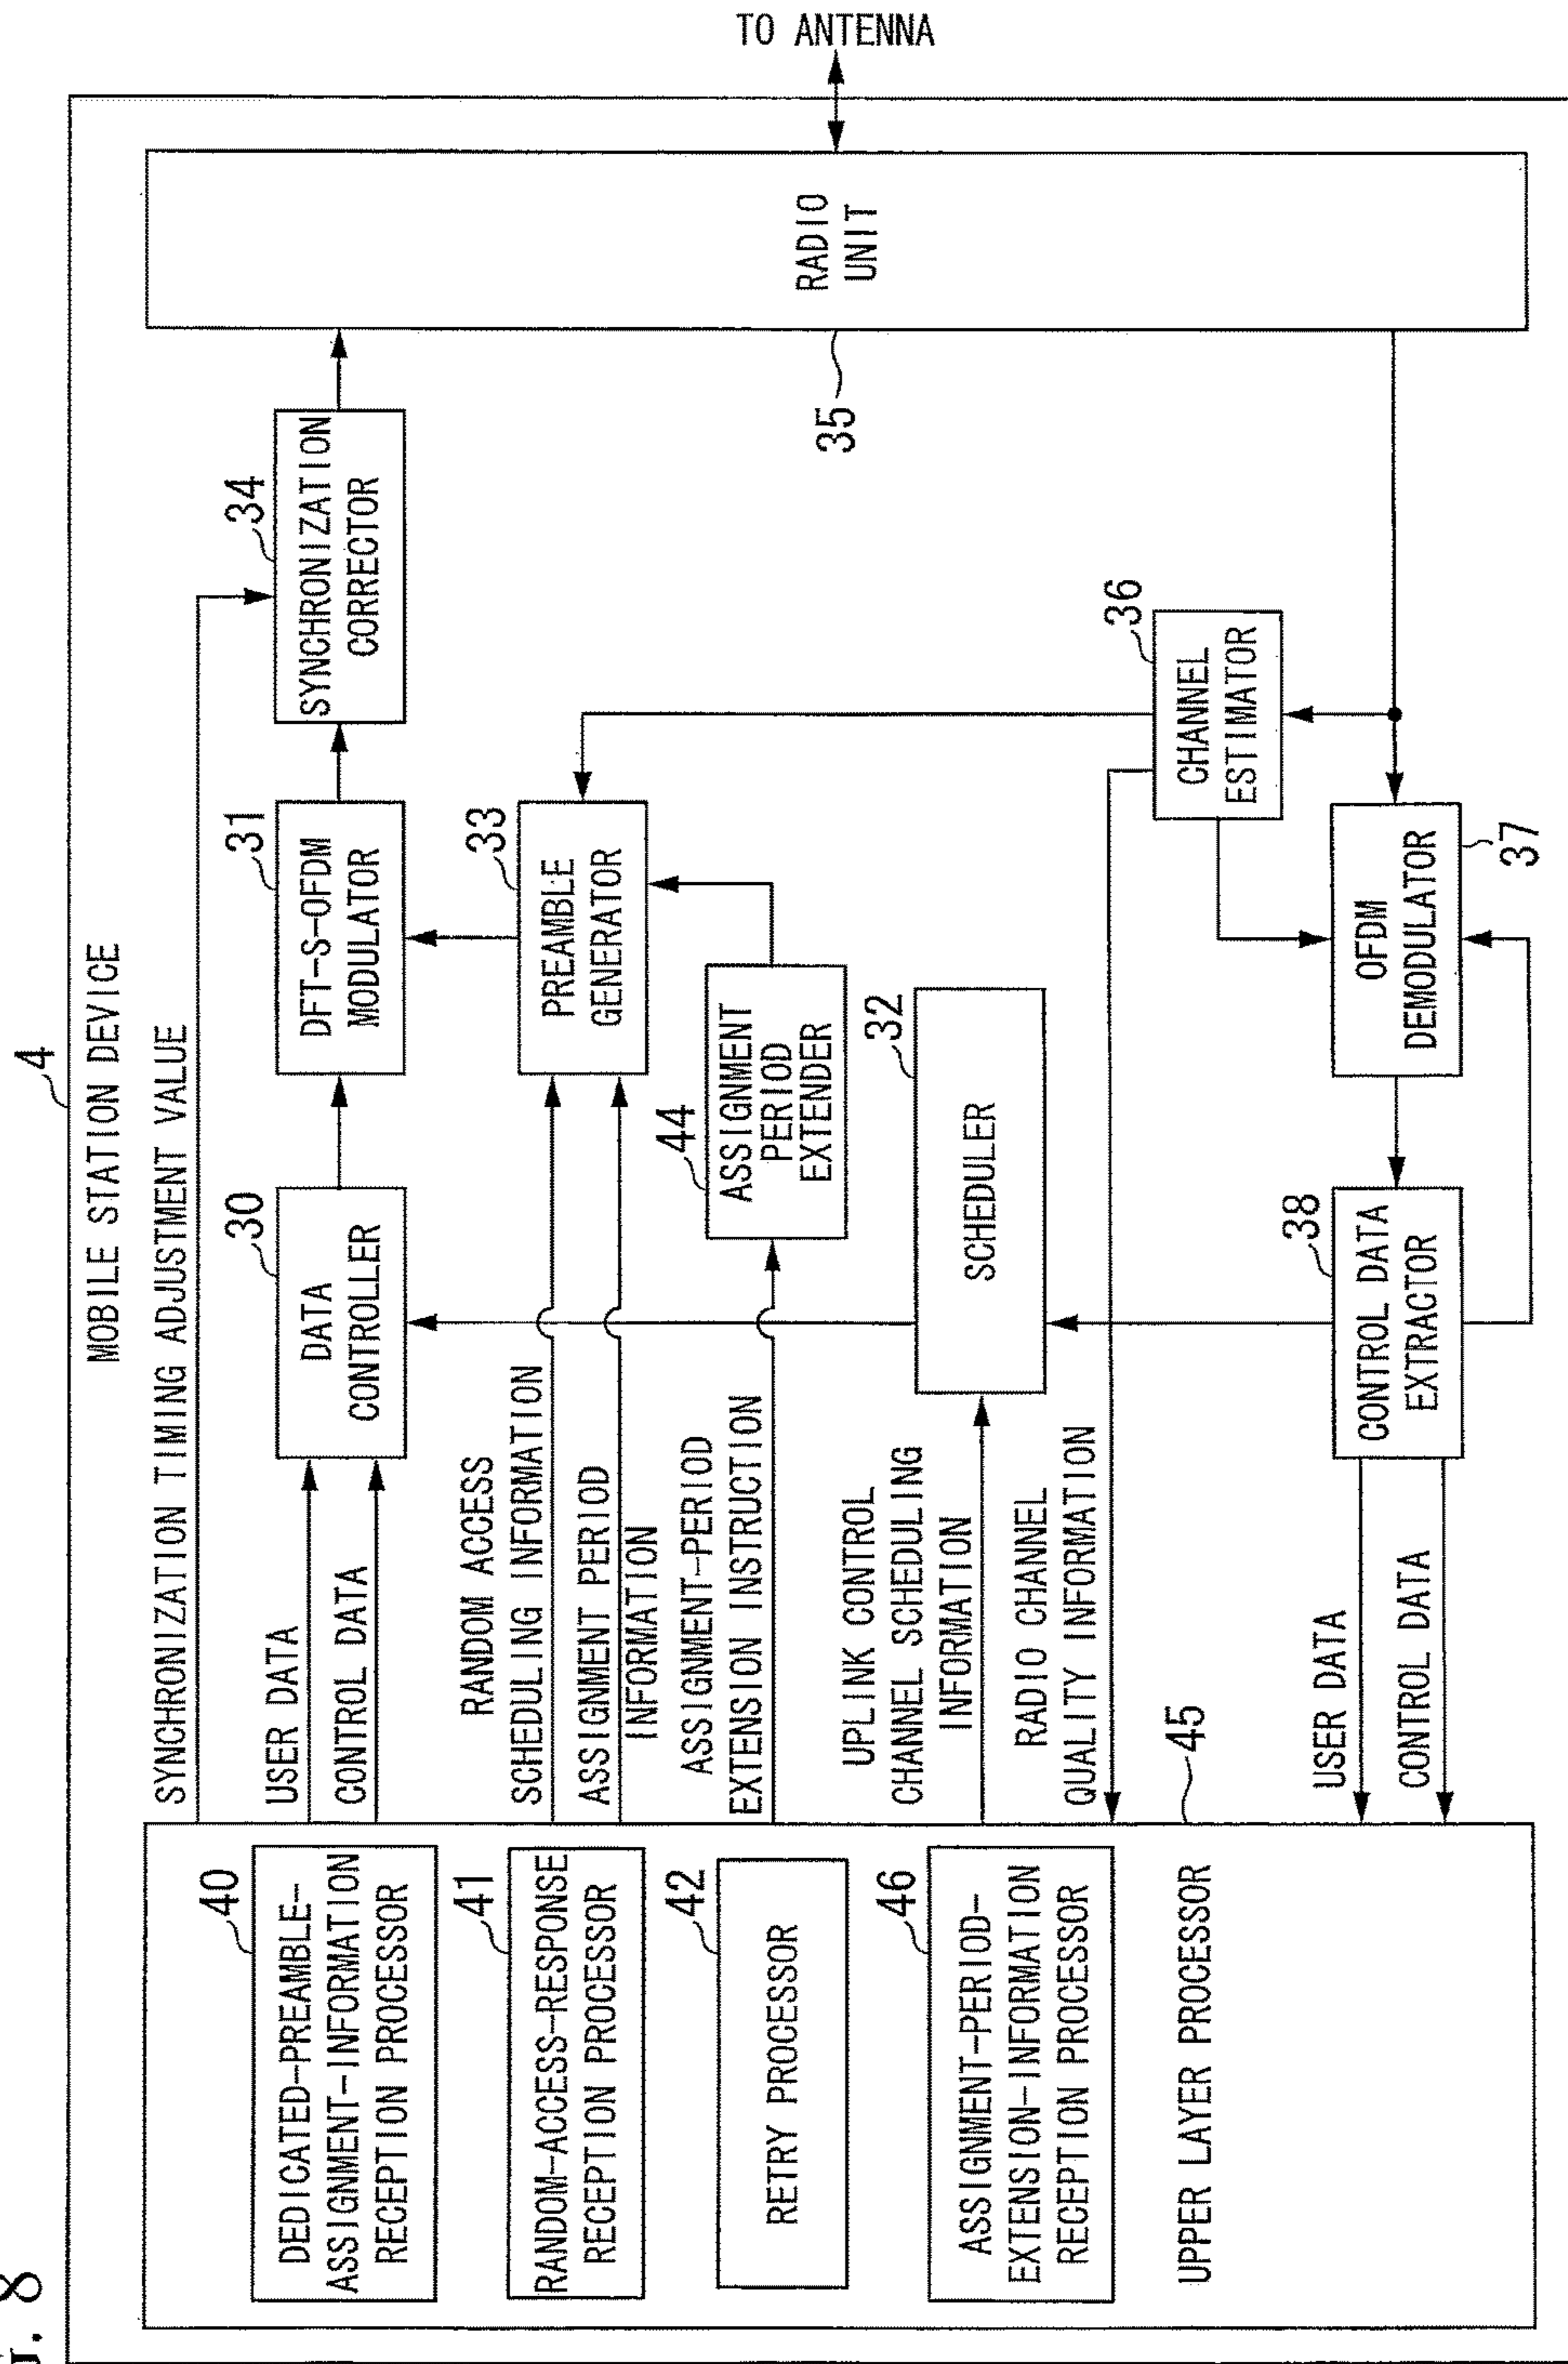 G. 8
4
MOBILE STATION DEVICE
SYNCHRONIZATION TIMING ADJUSTMENT VALUE
40
DEDICATED-PREAMBLE-
ASSIGNMENT-INFORMATION
RECEPTION PROCESSOR
USER DATA
CONTROL DATA
30
DATA
CONTROLLER
31
DFT-S-OFDM
MODULATOR
34
SYNCHRONIZATION
CORRECTOR
41
RANDOM-ACCESS-RESPONSE
RECEPTION PROCESSOR
RANDOM ACCESS
SCHEDULING INFORMATION
ASSIGNMENT PERIOD
INFORMATION
33
PREAMBLE
GENERATOR
42
RETRY PROCESSOR
ASSIGNMENT-PERIOD
EXTENSION INSTRUCTION
44
ASSIGNMENT
PERIOD
EXTENDER
RADIO
UNIT
35
TO ANTENNA
46
ASSIGNMENT-PERIOD-
EXTENSION-INFORMATION
RECEPTION PROCESSOR
UPLINK CONTROL
CHANNEL SCHEDULING
INFORMATION
32
SCHEDULER
RADIO CHANNEL
QUALITY INFORMATION
36
CHANNEL
ESTIMATOR
UPPER LAYER PROCESSOR
45
USER DATA
CONTROL DATA
38
CONTROL DATA
EXTRACTOR
OFDM
DEMODULATOR
37